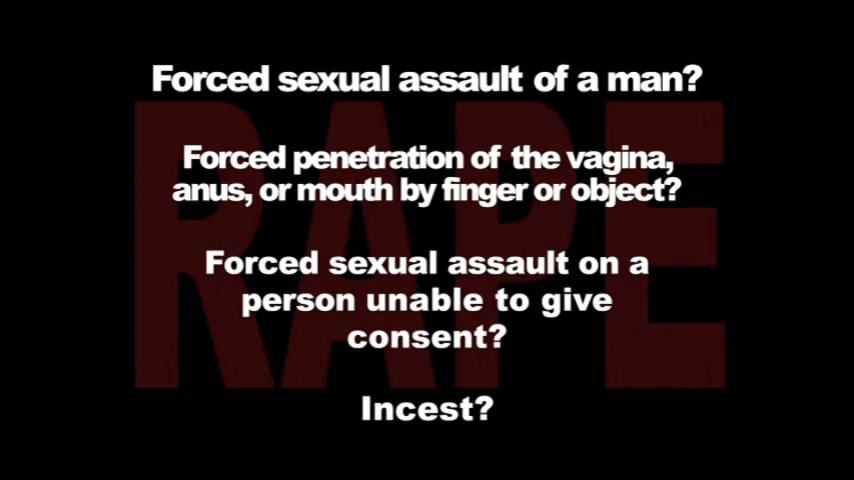 RAPE
Forced sexual assault of a man?
Forced penetration of the vagina,
anus, or mouth by finger or object?
Forced sexual assault on a
person unable to give
consent?
Incest?